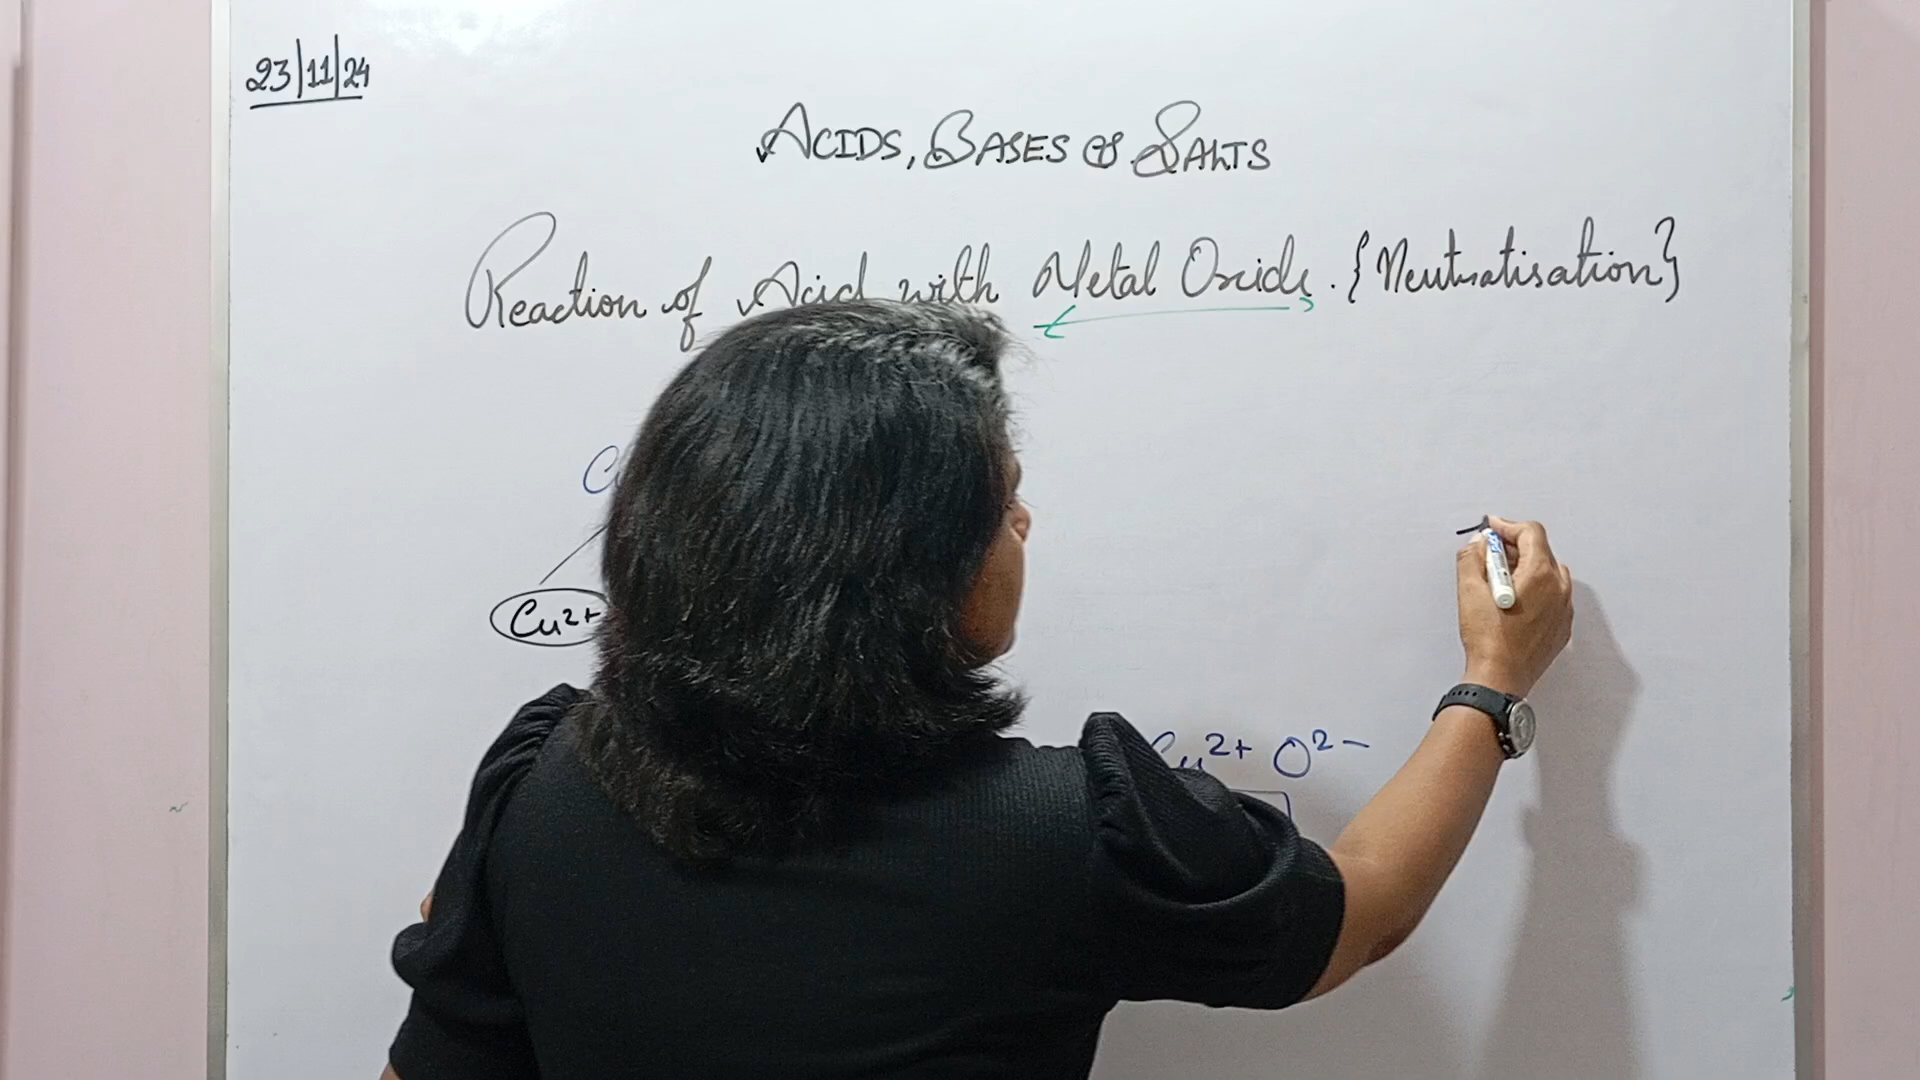 23/11/24
ACIDS, BASES & SALTS
Reaction of Acid with Metal Oxide. {Neutralisation}
Cu²⁺
Cu²⁺ O²⁻